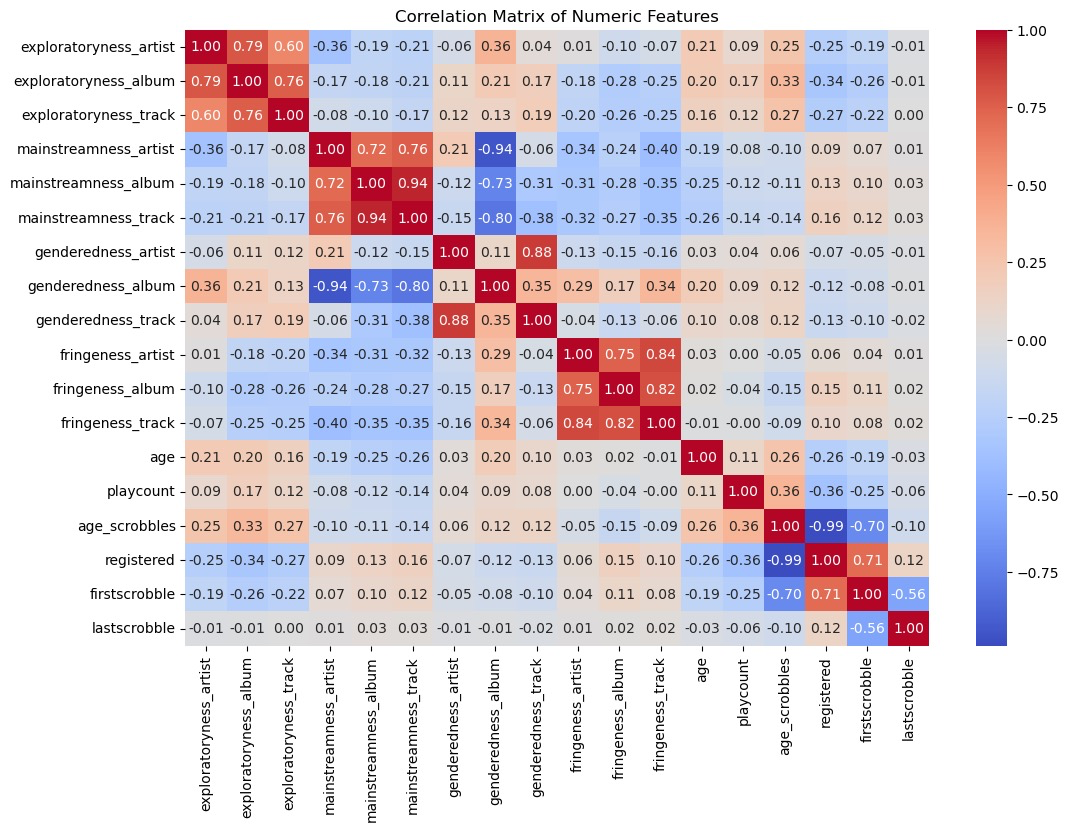 Correlation Matrix of Numeric Features
exploratoryness_artist 1.00 0.79 0.60 -0.36 -0.19 -0.21 -0.06 0.36 0.04 0.01 -0.10 -0.07 0.21 0.09 0.25 -0.25 -0.19 -0.01
exploratoryness_album 0.79 1.00 0.76 -0.17 -0.18 -0.21 0.11 0.21 0.17 -0.18 -0.28 -0.25 0.20 0.17 0.33 -0.34 -0.26 -0.01
exploratoryness_track 0.60 0.76 1.00 -0.08 -0.10 -0.17 0.12 0.13 0.19 -0.20 -0.26 -0.25 0.16 0.12 0.27 -0.27 -0.22 0.00
mainstreamness_artist -0.36 -0.17 -0.08 1.00 0.72 0.76 0.21 -0.94 -0.06 -0.34 -0.24 -0.40 -0.19 -0.08 -0.10 0.09 0.07 0.01
mainstreamness_album -0.19 -0.18 -0.10 0.72 1.00 0.94 -0.12 -0.73 -0.31 -0.31 -0.28 -0.35 -0.25 -0.12 -0.11 0.13 0.10 0.03
mainstreamness_track -0.21 -0.21 -0.17 0.76 0.94 1.00 -0.15 -0.80 -0.38 -0.32 -0.27 -0.35 -0.26 -0.14 -0.14 0.16 0.12 0.03
genderedness_artist -0.06 0.11 0.12 0.21 -0.12 -0.15 1.00 0.11 0.88 -0.13 -0.15 -0.16 0.03 0.04 0.06 -0.07 -0.05 -0.01
genderedness_album 0.36 0.21 0.13 -0.94 -0.73 -0.80 0.11 1.00 0.35 0.29 0.17 0.34 0.20 0.09 0.12 -0.12 -0.08 -0.01
genderedness_track 0.04 0.17 0.19 -0.06 -0.31 -0.38 0.88 0.35 1.00 -0.04 -0.13 -0.06 0.10 0.08 0.12 -0.13 -0.10 -0.02
fringeness_artist 0.01 -0.18 -0.20 -0.34 -0.31 -0.32 -0.13 0.29 -0.04 1.00 0.75 0.84 0.03 0.00 -0.05 0.06 0.04 0.01
fringeness_album -0.10 -0.28 -0.26 -0.24 -0.28 -0.27 -0.15 0.17 -0.13 0.75 1.00 0.82 0.02 -0.04 -0.15 0.15 0.11 0.02
fringeness_track -0.07 -0.25 -0.25 -0.40 -0.35 -0.35 -0.16 0.34 -0.06 0.84 0.82 1.00 -0.01 -0.00 -0.09 0.10 0.08 0.02
age 0.21 0.20 0.16 -0.19 -0.25 -0.26 0.03 0.20 0.10 0.03 0.02 -0.01 1.00 0.11 0.26 -0.26 -0.19 -0.03
playcount 0.09 0.17 0.12 -0.08 -0.12 -0.14 0.04 0.09 0.08 0.00 -0.04 -0.00 0.11 1.00 0.36 -0.36 -0.25 -0.06
age_scrobbles 0.25 0.33 0.27 -0.10 -0.11 -0.14 0.06 0.12 0.12 -0.05 -0.15 -0.09 0.26 0.36 1.00 -0.99 -0.70 -0.10
registered -0.25 -0.34 -0.27 0.09 0.13 0.16 -0.07 -0.12 -0.13 0.06 0.15 0.10 -0.26 -0.36 -0.99 1.00 0.71 0.12
firstscrobble -0.19 -0.26 -0.22 0.07 0.10 0.12 -0.05 -0.08 -0.10 0.04 0.11 0.08 -0.19 -0.25 -0.70 0.71 1.00 -0.56
lastscrobble -0.01 -0.01 0.00 0.01 0.03 0.03 -0.01 -0.01 -0.02 0.01 0.02 0.02 -0.03 -0.06 -0.10 0.12 -0.56 1.00
exploratoryness_artist
exploratoryness_album
exploratoryness_track
mainstreamness_artist
mainstreamness_album
mainstreamness_track
genderedness_artist
genderedness_album
genderedness_track
fringeness_artist
fringeness_album
fringeness_track
age
playcount
age_scrobbles
registered
firstscrobble
lastscrobble
1.00
0.75
0.50
0.25
0.00
−0.25
−0.50
−0.75